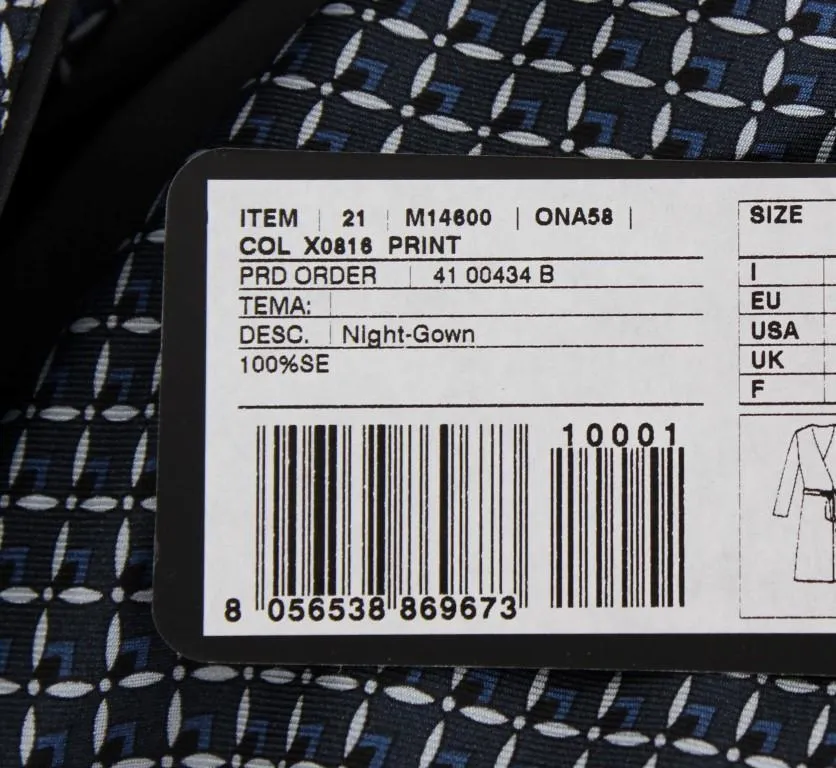 ITEM | 21 | M14600 | ONA58 |
COL X0816 PRINT
PRD ORDER | 41 00434 B
TEMA: |
DESC. | Night-Gown
100%SE
10001
8 056538 869673
SIZE
I
EU
USA
UK
F